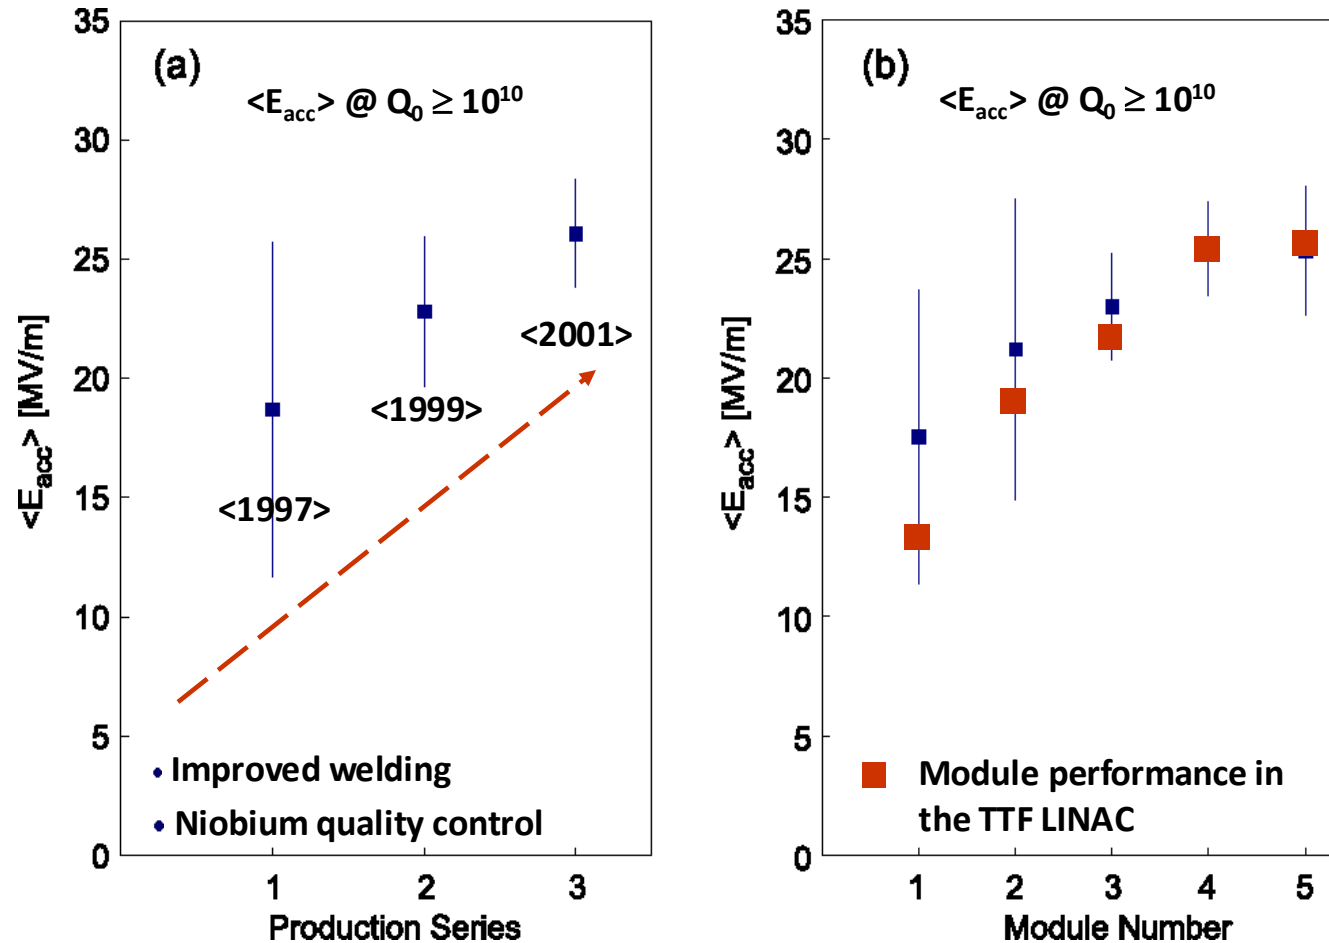 (a)
<Eacc> @ Q0 ≥ 10^10
35
30
25
20
15
10
5
0
<Eacc> [MV/m]
<1997>
<1999>
<2001>
• Improved welding
• Niobium quality control
1 2 3
Production Series
(b)
<Eacc> @ Q0 ≥ 10^10
35
30
25
20
15
10
5
0
<Eacc> [MV/m]
Module performance in
the TTF LINAC
1 2 3 4 5
Module Number